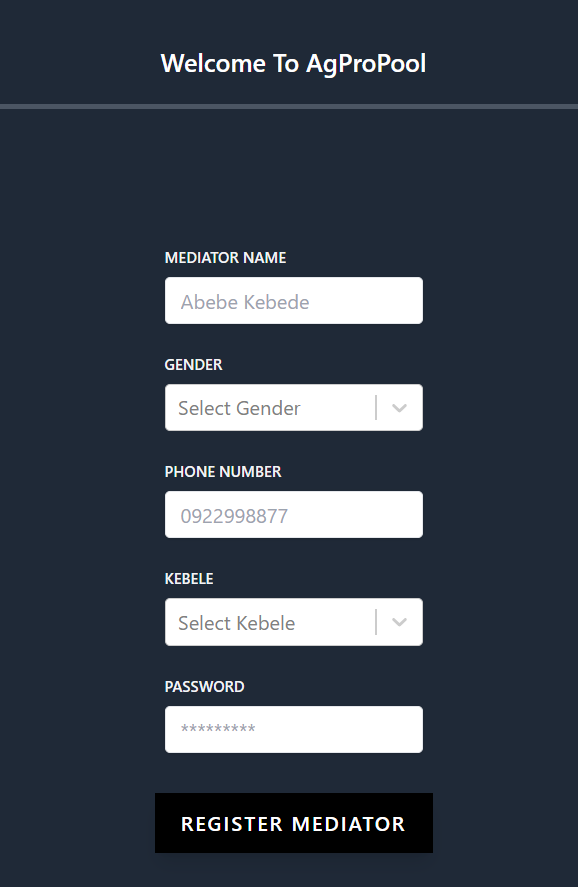 Welcome To AgProPool
MEDIATOR NAME
Abebe Kebede
GENDER
Select Gender
PHONE NUMBER
0922998877
KEBELE
Select Kebele
PASSWORD
*********
REGISTER MEDIATOR